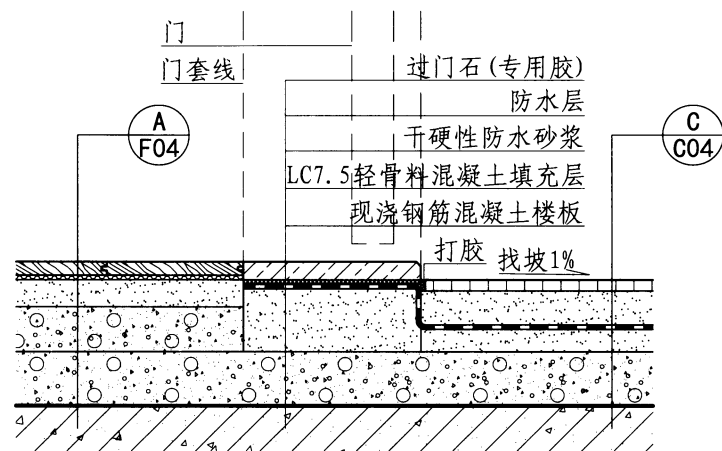 门
门套线
过门石(专用胶)
防水层
干硬性防水砂浆
LC7.5轻骨料混凝土填充层
现浇钢筋混凝土楼板
A
F04
C
C04
打胶
找坡1%